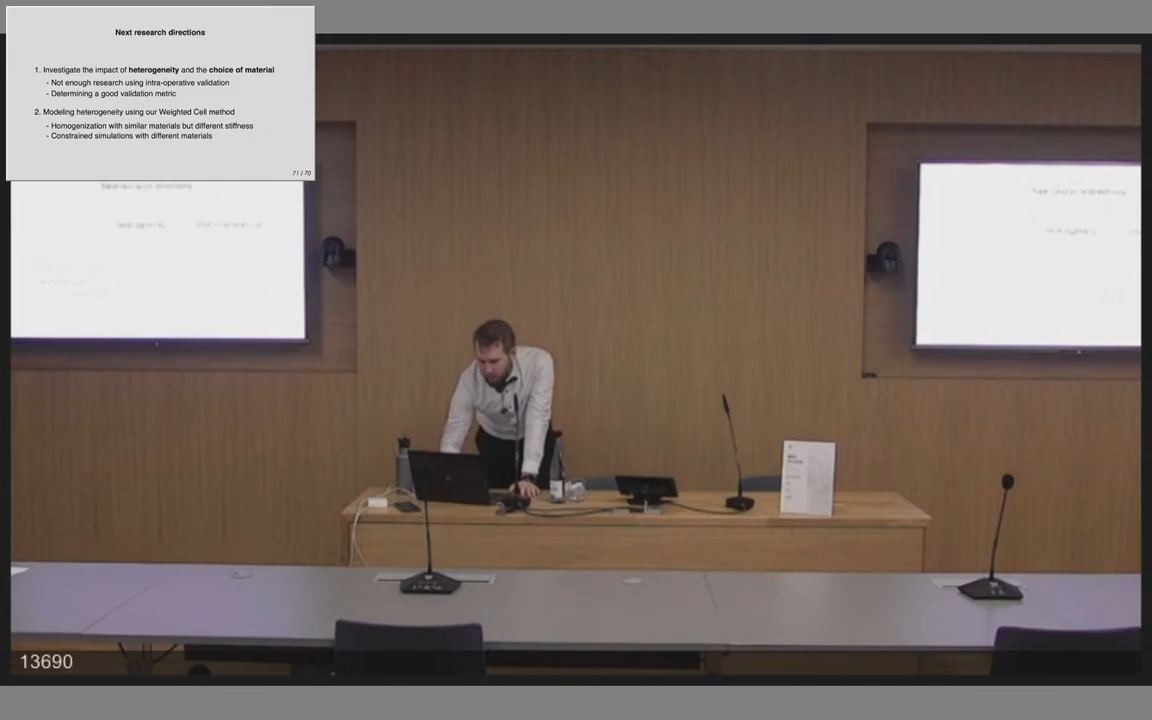 Next research directions
1. Investigate the impact of heterogeneity and the choice of material
- Not enough research using intra-operative validation
- Determining a good validation metric
2. Modeling heterogeneity using our Weighted Cell method
- Homogenization with similar materials but different stiffness
- Constrained simulations with different materials
71 / 70
13690